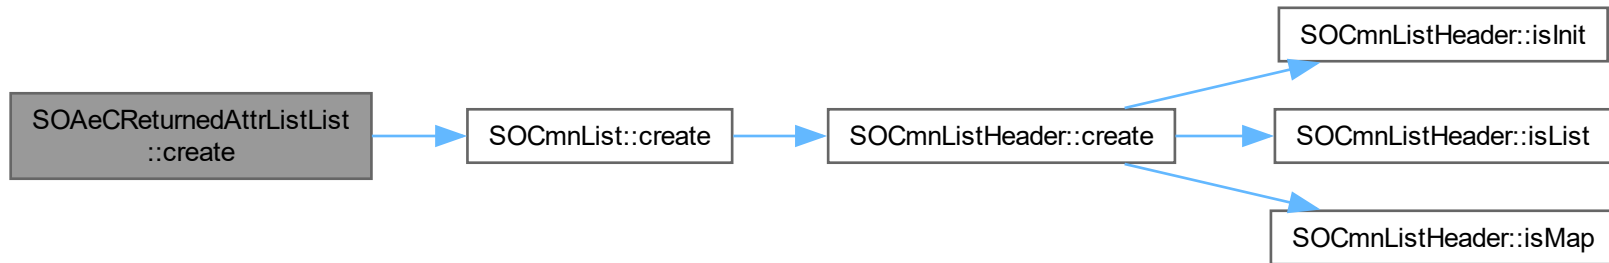 SOAeCReturnedAttrListList
::create
SOCmnList::create
SOCmnListHeader::create
SOCmnListHeader::isInit
SOCmnListHeader::isList
SOCmnListHeader::isMap